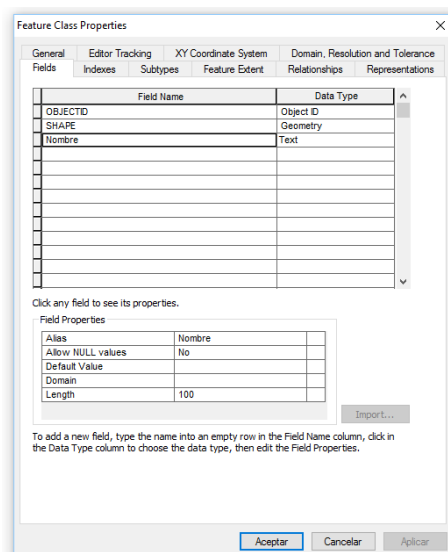 Feature Class Properties
General Editor Tracking XY Coordinate System Domain, Resolution and Tolerance
Fields Indexes Subtypes Feature Extent Relationships Representations
Field Name Data Type
OBJECTID Object ID
SHAPE Geometry
Nombre Text
Click any field to see its properties.
Field Properties
Alias Nombre
Allow NULL values No
Default Value
Domain
Length 100
Import...
To add a new field, type the name into an empty row in the Field Name column, click in
the Data Type column to choose the data type, then edit the Field Properties.
Aceptar Cancelar Aplicar